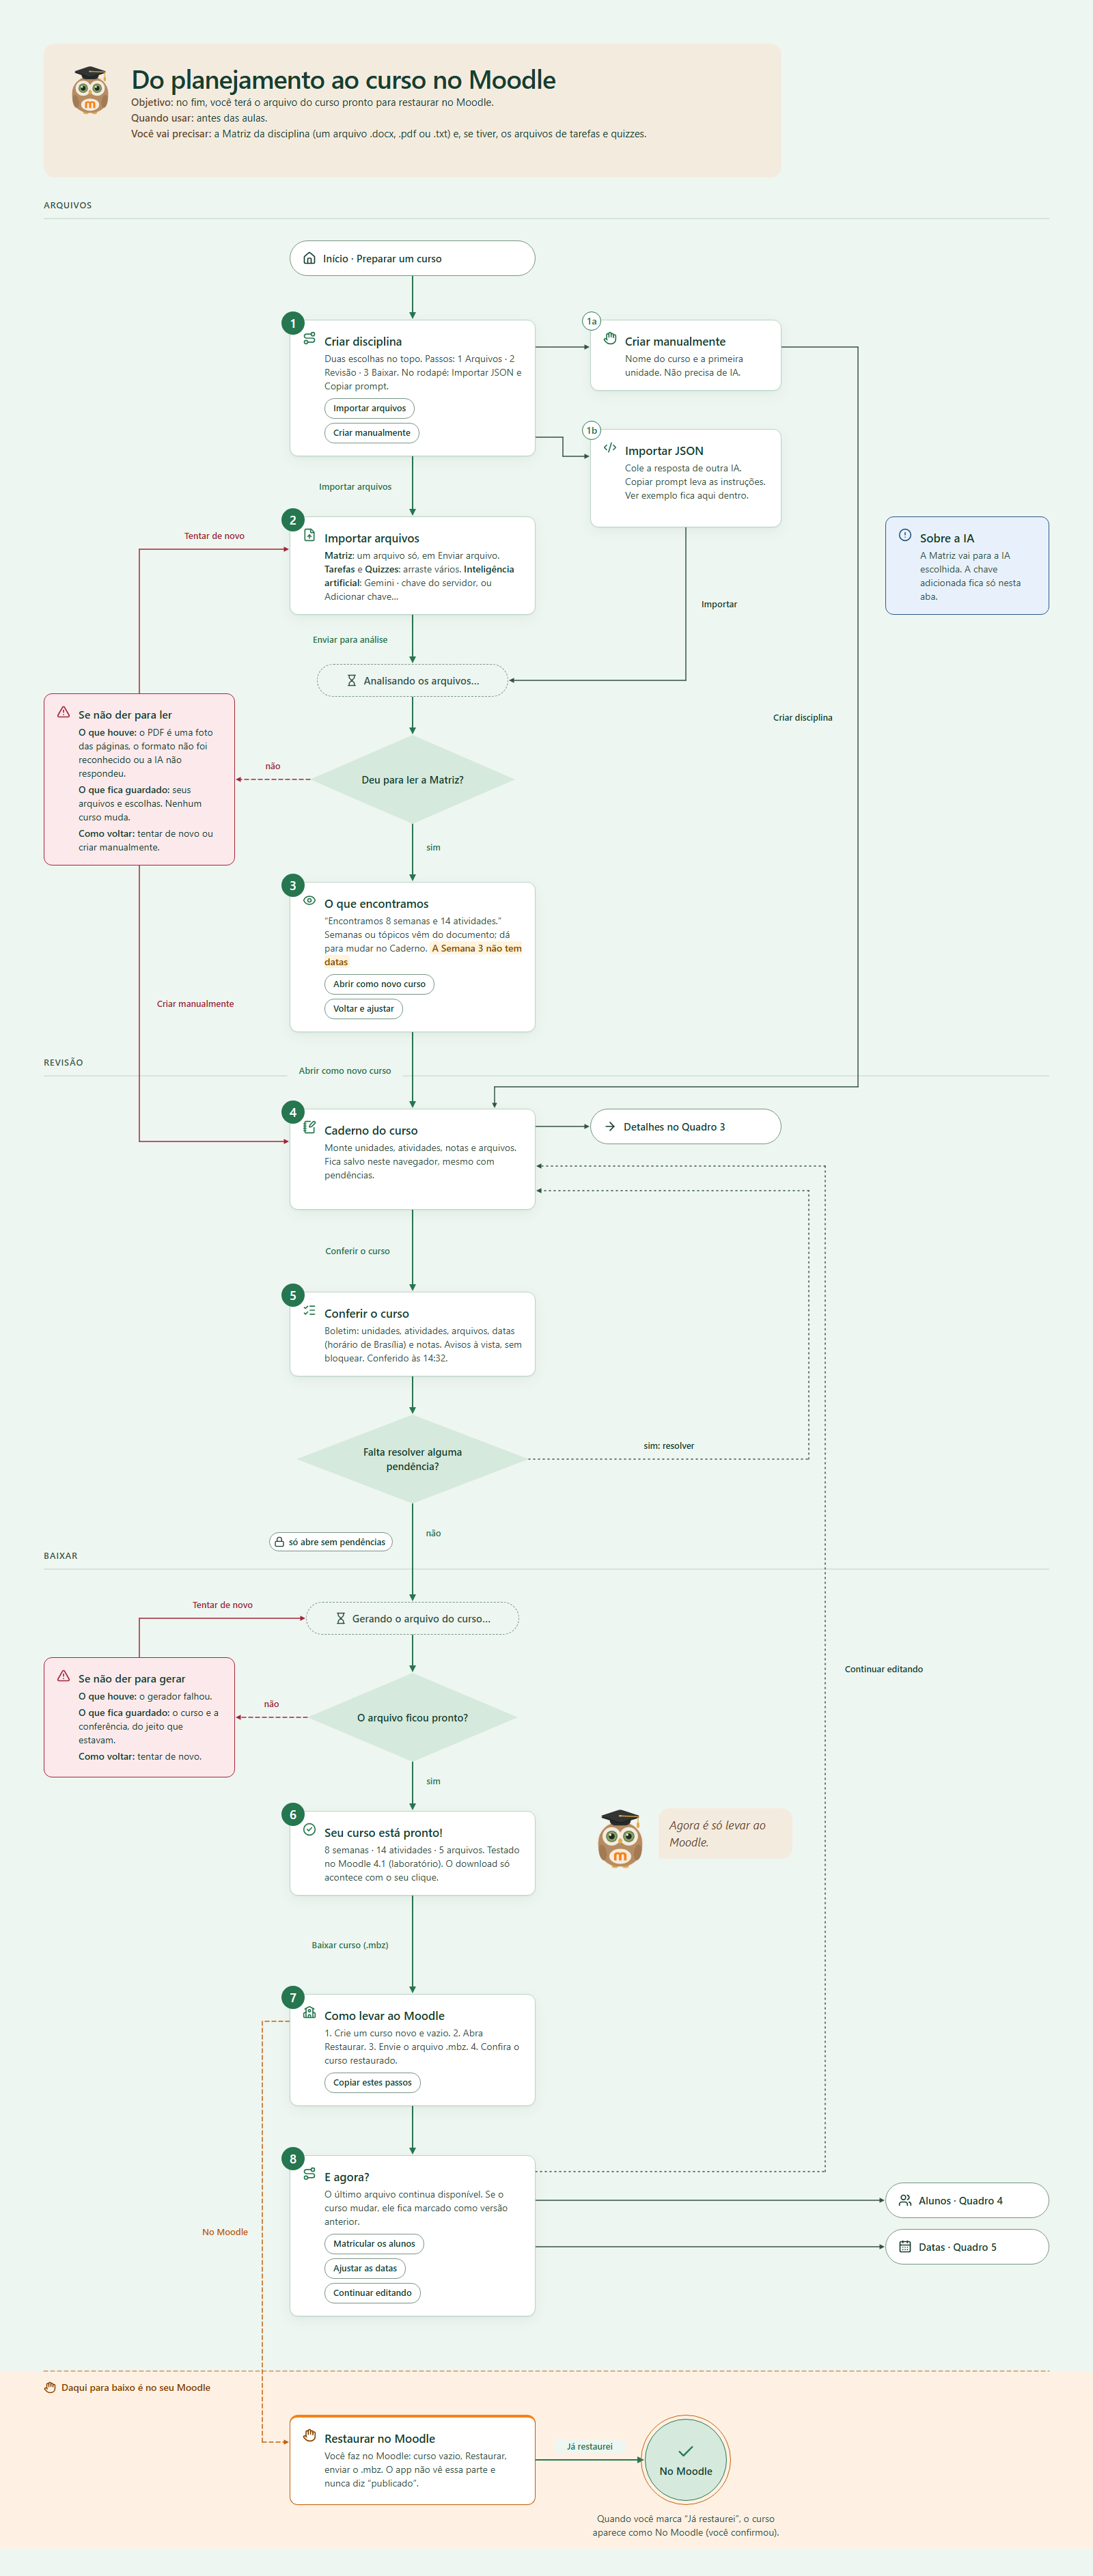 Do planejamento ao curso no Moodle
Objetivo: no fim, você terá o arquivo do curso pronto para restaurar no Moodle.
Quando usar: antes das aulas.
Você vai precisar: a Matriz da disciplina (um arquivo .docx, .pdf ou .txt) e, se tiver, os arquivos de tarefas e quizzes.
ARQUIVOS
Início · Preparar um curso
1
Criar disciplina
Duas escolhas no topo. Passos: 1 Arquivos · 2
Revisão · 3 Baixar. No rodapé: Importar JSON e
Copiar prompt.
Importar arquivos
Criar manualmente
1a
Criar manualmente
Nome do curso e a primeira
unidade. Não precisa de IA.
1b
Importar JSON
Cole a resposta de outra IA.
Copiar prompt leva as instruções.
Ver exemplo fica aqui dentro.
Importar arquivos
2
Importar arquivos
Matriz: um arquivo só, em Enviar arquivo.
Tarefas e Quizzes: arraste vários. Inteligência
artificial: Gemini · chave do servidor, ou
Adicionar chave...
Tentar de novo
Sobre a IA
A Matriz vai para a IA
escolhida. A chave
adicionada fica só nesta
aba.
Importar
Enviar para análise
Analisando os arquivos...
Criar disciplina
Se não der para ler
O que houve: o PDF é uma foto
das páginas, o formato não foi
reconhecido ou a IA não
respondeu.
O que fica guardado: seus
arquivos e escolhas. Nenhum
curso muda.
Como voltar: tentar de novo ou
criar manualmente.
não
Deu para ler a Matriz?
sim
3
O que encontramos
“Encontramos 8 semanas e 14 atividades.”
Semanas ou tópicos vêm do documento; dá
para mudar no Caderno. A Semana 3 não tem
datas
Abrir como novo curso
Voltar e ajustar
Criar manualmente
REVISÃO
Abrir como novo curso
4
Caderno do curso
Monte unidades, atividades, notas e arquivos.
Fica salvo neste navegador, mesmo com
pendências.
Detalhes no Quadro 3
Conferir o curso
5
Conferir o curso
Boletim: unidades, atividades, arquivos, datas
(horário de Brasília) e notas. Avisos à vista, sem
bloquear. Conferido às 14:32.
Falta resolver alguma
pendência?
sim: resolver
não
só abre sem pendências
BAIXAR
Tentar de novo
Gerando o arquivo do curso...
Continuar editando
Se não der para gerar
O que houve: o gerador falhou.
O que fica guardado: o curso e a
conferência, do jeito que
estavam.
Como voltar: tentar de novo.
não
O arquivo ficou pronto?
sim
6
Seu curso está pronto!
8 semanas · 14 atividades · 5 arquivos. Testado
no Moodle 4.1 (laboratório). O download só
acontece com o seu clique.
Agora é só levar ao
Moodle.
Baixar curso (.mbz)
7
Como levar ao Moodle
1. Crie um curso novo e vazio. 2. Abra
Restaurar. 3. Envie o arquivo .mbz. 4. Confira o
curso restaurado.
Copiar estes passos
8
E agora?
O último arquivo continua disponível. Se o
curso mudar, ele fica marcado como versão
anterior.
Matricular os alunos
Ajustar as datas
Continuar editando
Alunos · Quadro 4
Datas · Quadro 5
No Moodle
Daqui para baixo é no seu Moodle
Restaurar no Moodle
Você faz no Moodle: curso vazio, Restaurar,
enviar o .mbz. O app não vê essa parte e
nunca diz “publicado”.
Já restaurei
No Moodle
Quando você marca “Já restaurei”, o curso
aparece como No Moodle (você confirmou).